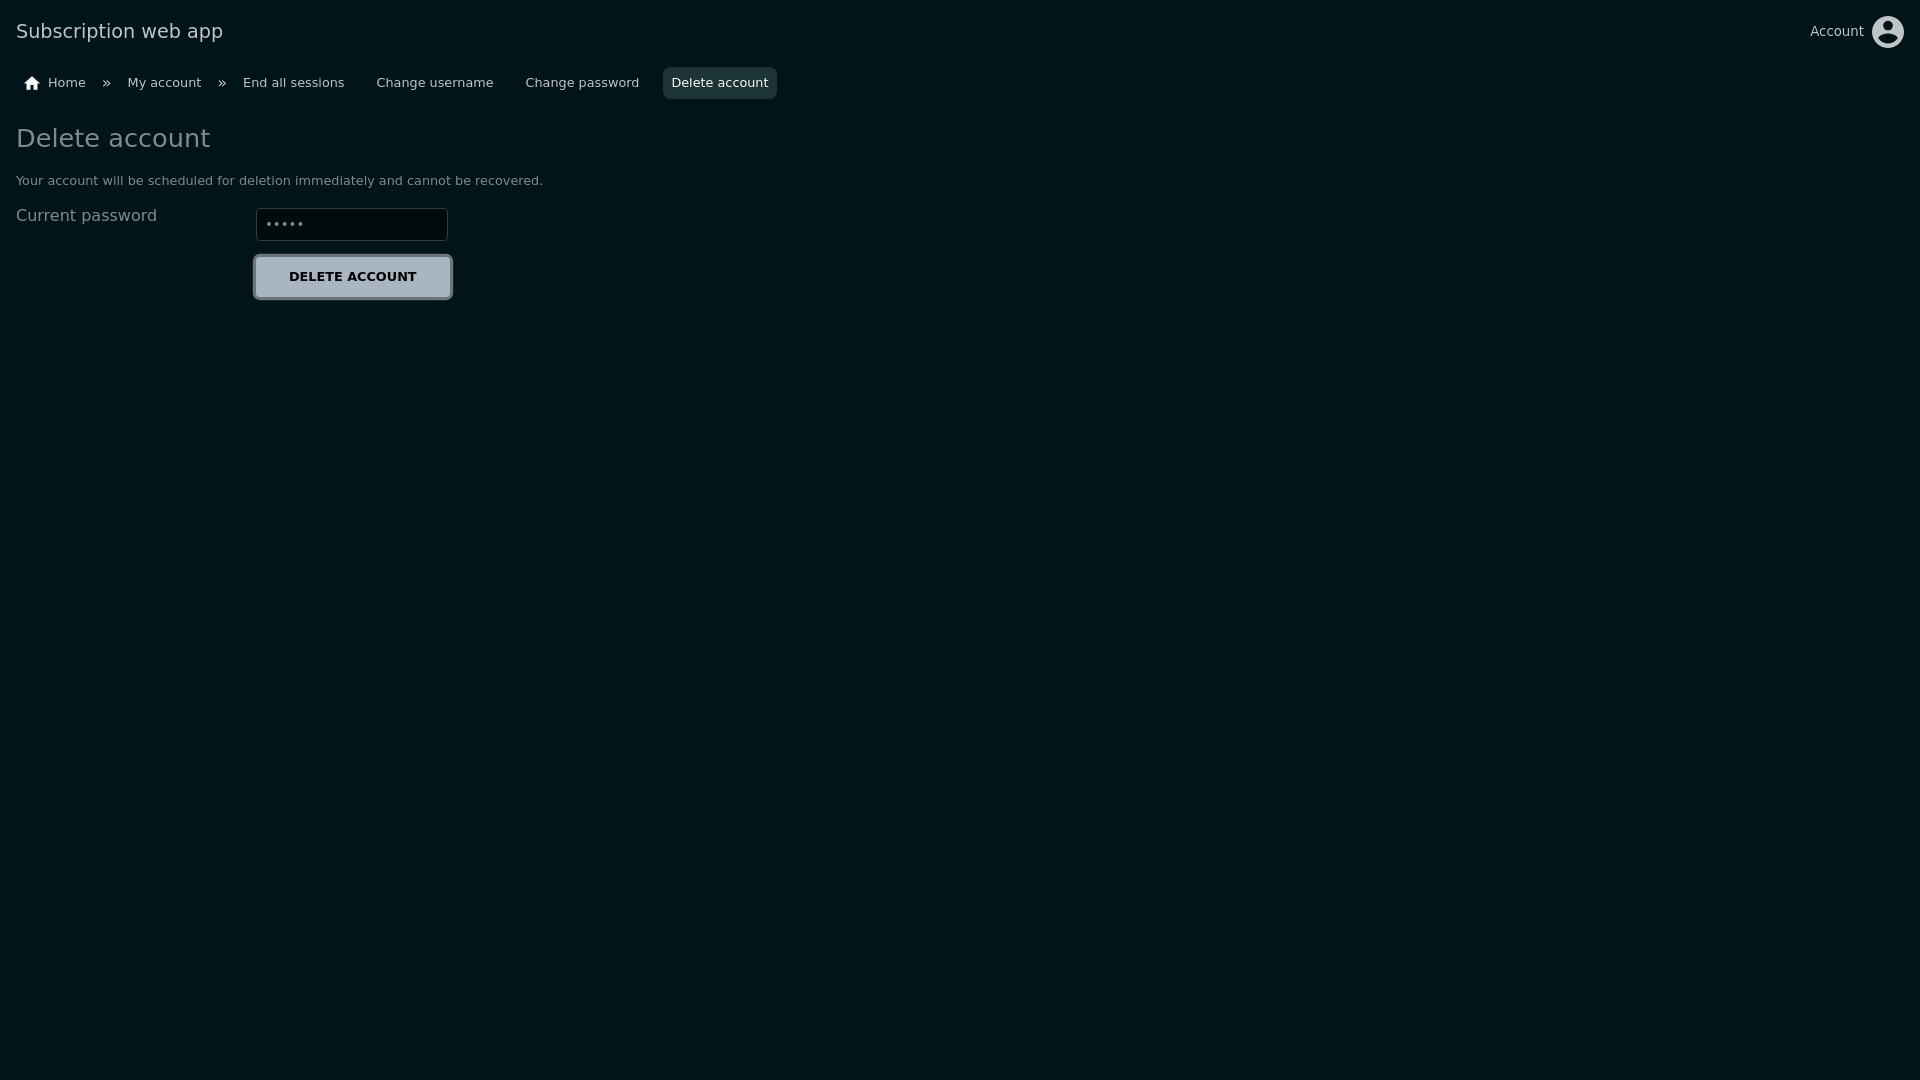 Subscription web app
Account
Home » My account » End all sessions Change username Change password Delete account
Delete account
Your account will be scheduled for deletion immediately and cannot be recovered.
Current password
•••••
DELETE ACCOUNT